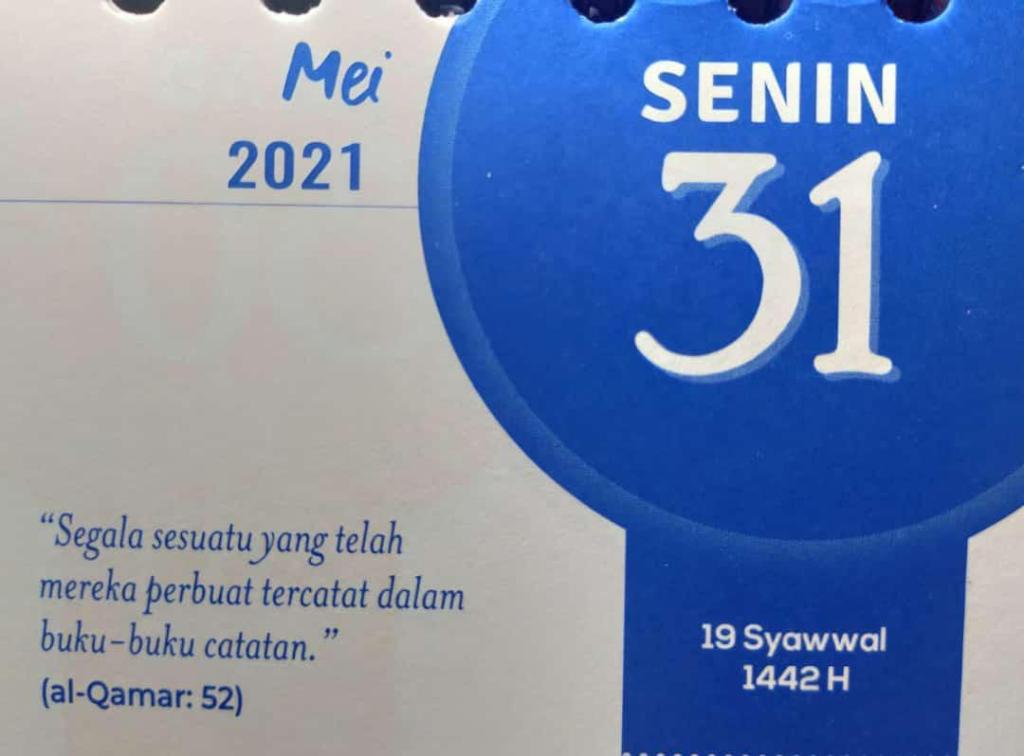 Mei
2021
SENIN
31
“Segala sesuatu yang telah
mereka perbuat tercatat dalam
buku-buku catatan.”
(al-Qamar: 52)
19 Syawwal
1442 H